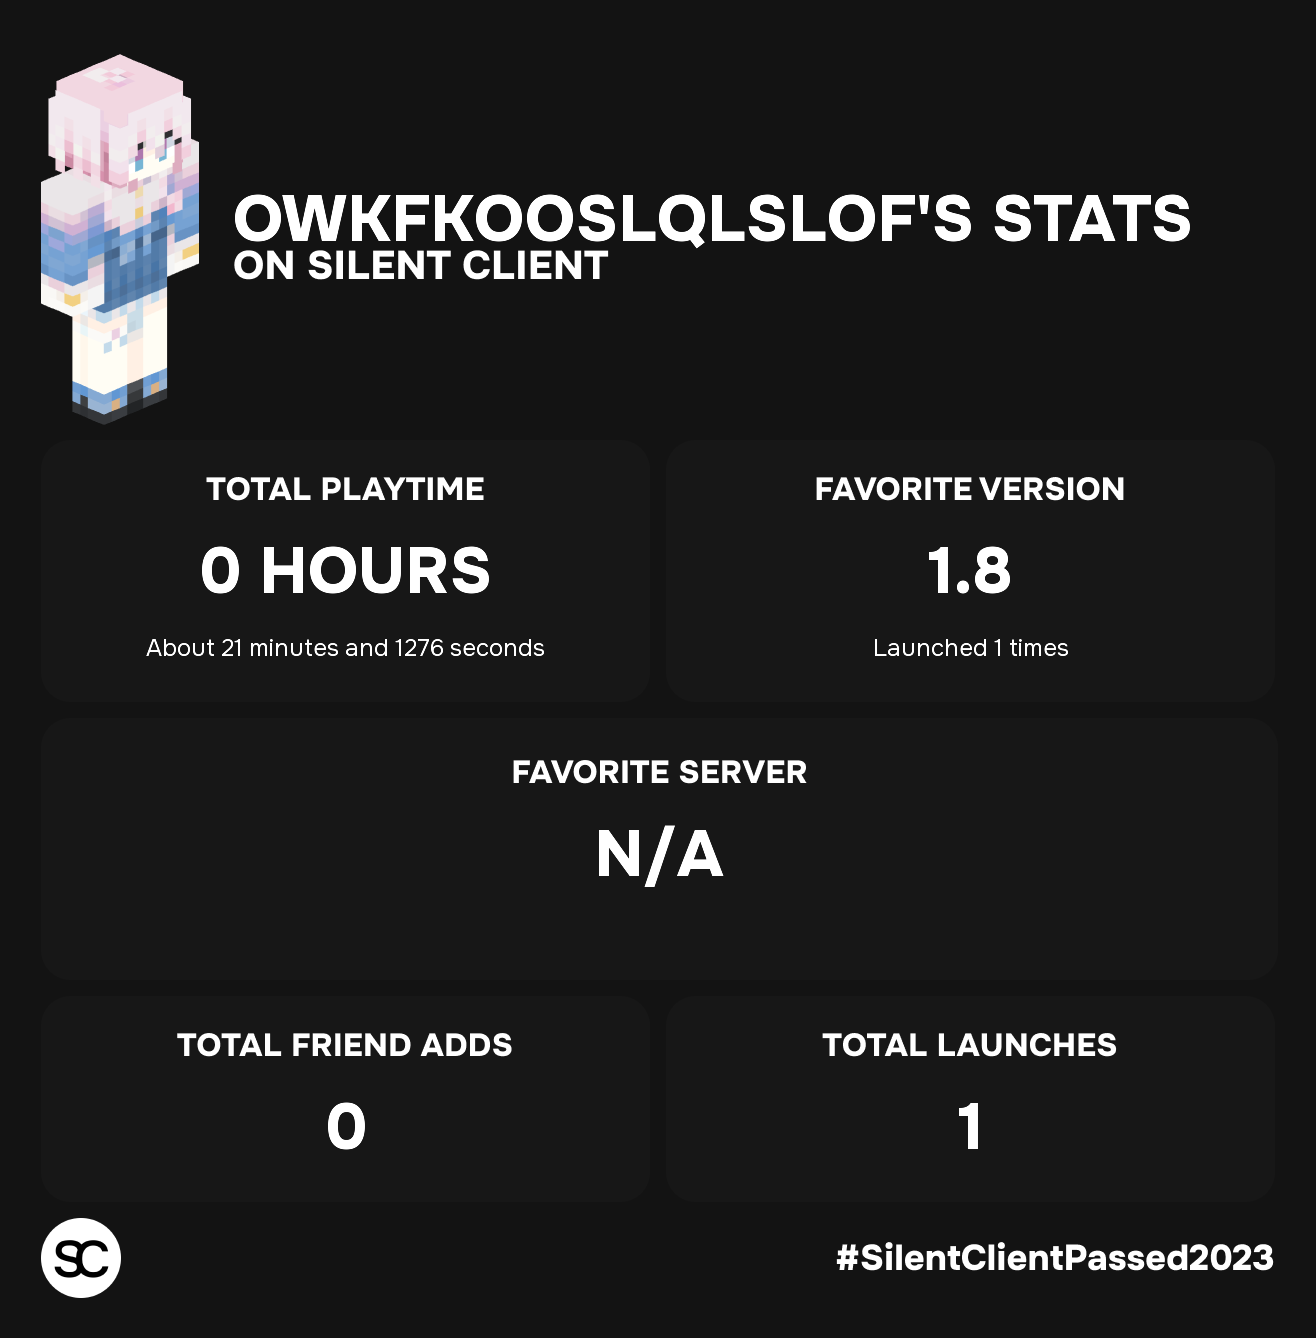 OWKFKOOSLQLSLOF'S STATS
ON SILENT CLIENT
TOTAL PLAYTIME
0 HOURS
About 21 minutes and 1276 seconds
FAVORITE VERSION
1.8
Launched 1 times
FAVORITE SERVER
N/A
TOTAL FRIEND ADDS
0
TOTAL LAUNCHES
1
SC
#SilentClientPassed2023